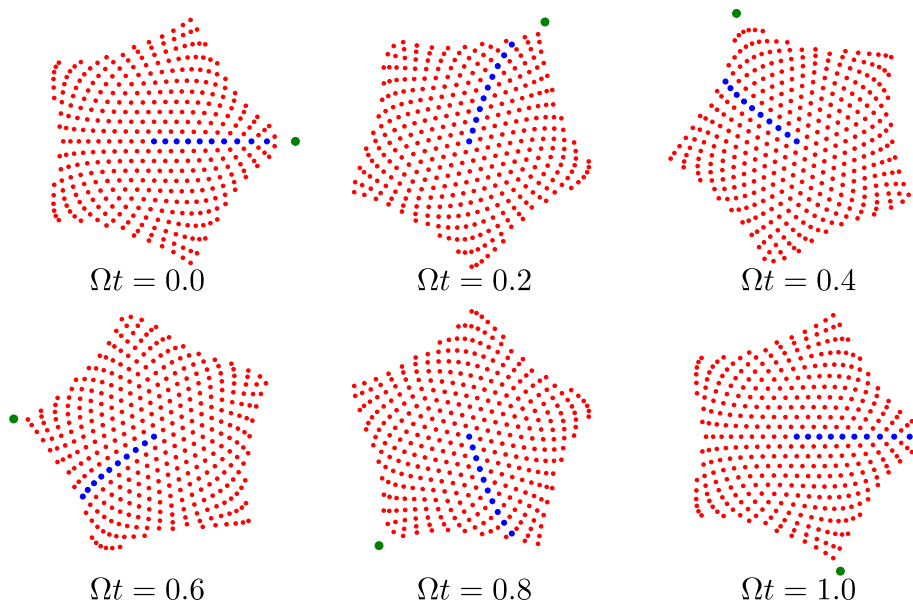 Ωt = 0.0
Ωt = 0.2
Ωt = 0.4
Ωt = 0.6
Ωt = 0.8
Ωt = 1.0